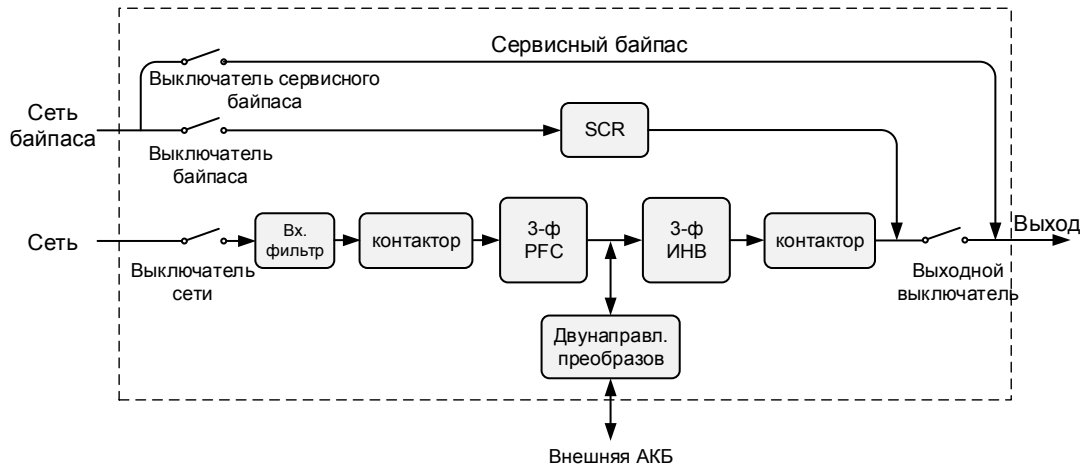 Сервисный байпас
Выключатель сервисного
байпаса
Сеть
байпаса
SCR
Выключатель
байпаса
Сеть
Вх.
фильтр
контактор
3-ф
PFC
3-ф
ИНВ
контактор
Выход
Выключатель
сети
Выходной
выключатель
Двунаправл.
преобразов
Внешняя АКБ